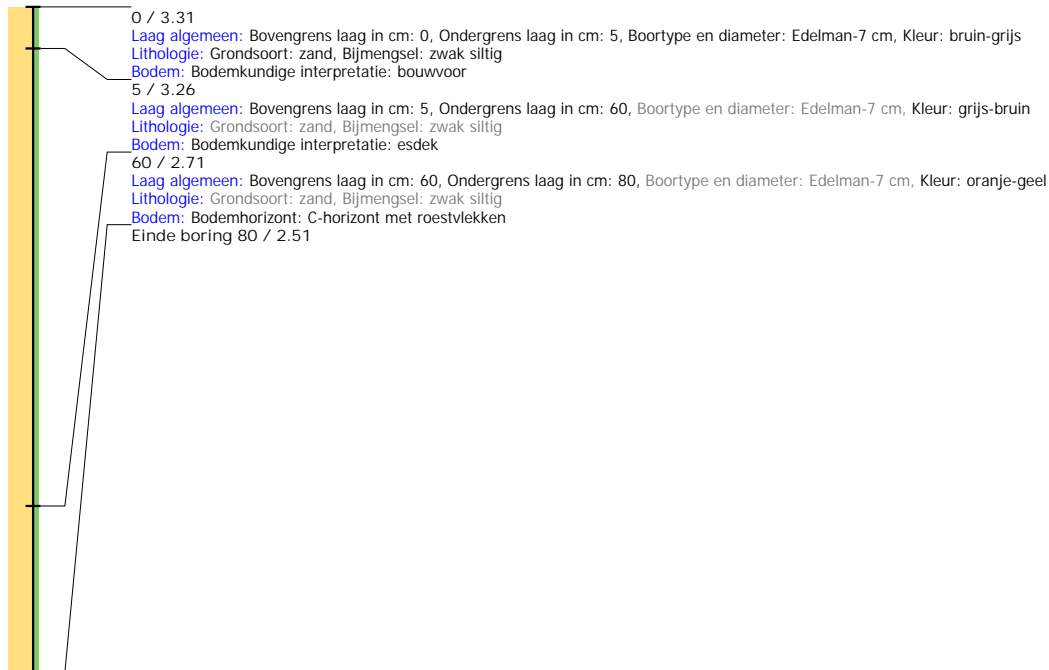 0 / 3.31
Laag algemeen: Bovengrens laag in cm: 0, Ondergrens laag in cm: 5, Boortype en diameter: Edelman-7 cm, Kleur: bruin-grijs
Lithologie: Grondsoort: zand, Bijmengsel: zwak siltig
Bodem: Bodemkundige interpretatie: bouwvoor
5 / 3.26
Laag algemeen: Bovengrens laag in cm: 5, Ondergrens laag in cm: 60, Boortype en diameter: Edelman-7 cm, Kleur: grijs-bruin
Lithologie: Grondsoort: zand, Bijmengsel: zwak siltig
Bodem: Bodemkundige interpretatie: esdek
60 / 2.71
Laag algemeen: Bovengrens laag in cm: 60, Ondergrens laag in cm: 80, Boortype en diameter: Edelman-7 cm, Kleur: oranje-geel
Lithologie: Grondsoort: zand, Bijmengsel: zwak siltig
Bodem: Bodemhorizont: C-horizont met roestvlekken
Einde boring 80 / 2.51